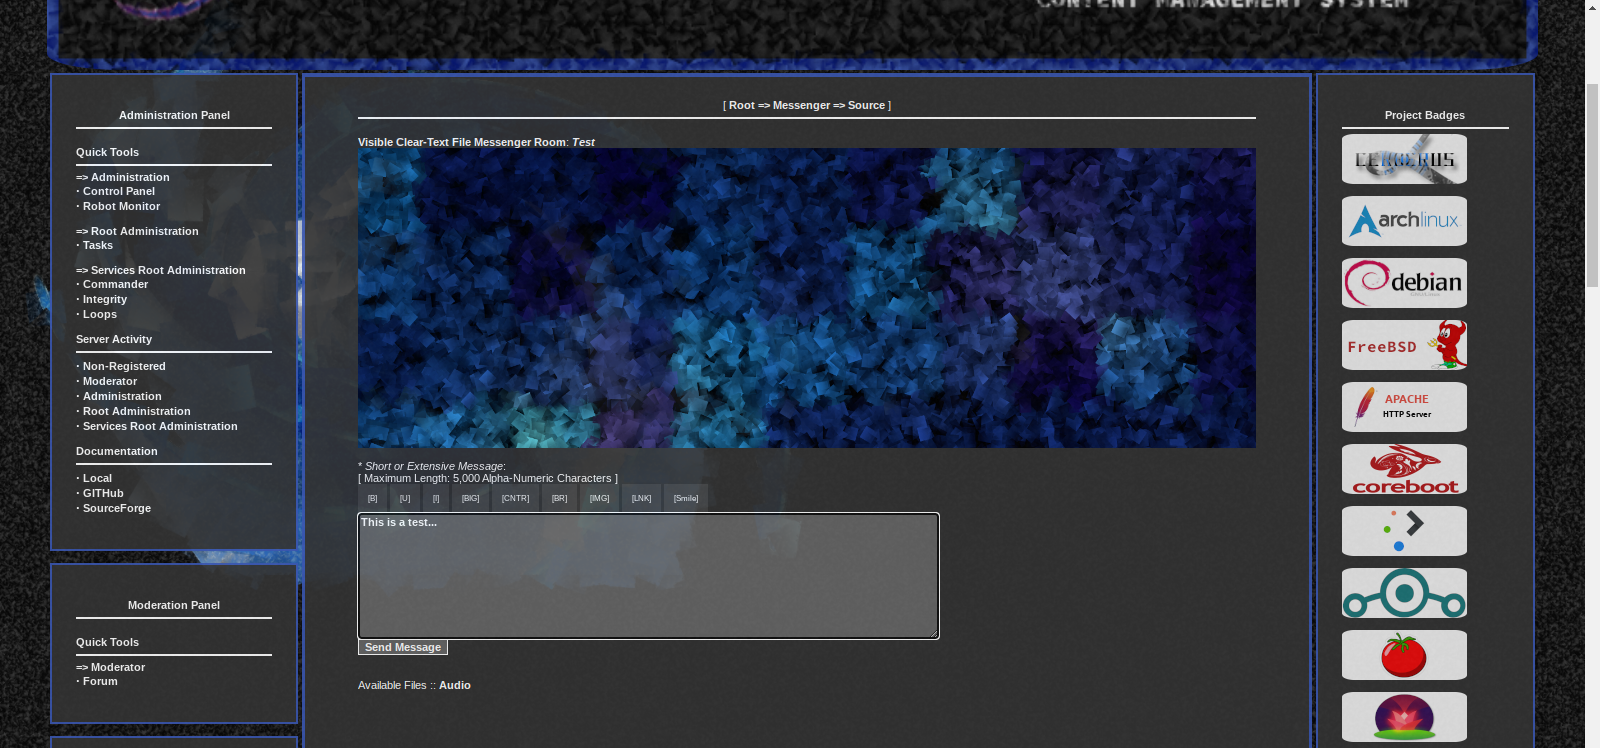 CONTENT MANAGEMENT SYSTEM
Administration Panel
Quick Tools
=> Administration
· Control Panel
· Robot Monitor
=> Root Administration
· Tasks
=> Services Root Administration
· Commander
· Integrity
· Loops
Server Activity
· Non-Registered
· Moderator
· Administration
· Root Administration
· Services Root Administration
Documentation
· Local
· GITHub
· SourceForge
Moderation Panel
Quick Tools
=> Moderator
· Forum
[ Root => Messenger => Source ]
Visible Clear-Text File Messenger Room: Test
* Short or Extensive Message:
[ Maximum Length: 5,000 Alpha-Numeric Characters ]
[B] [U] [I] [BIG] [CNTR] [BR] [IMG] [LNK] [Smile]
This is a test...
Send Message
Available Files :: Audio
Project Badges
CERBERUS
archlinux
debian
FreeBSD
APACHE
HTTP Server
coreboot